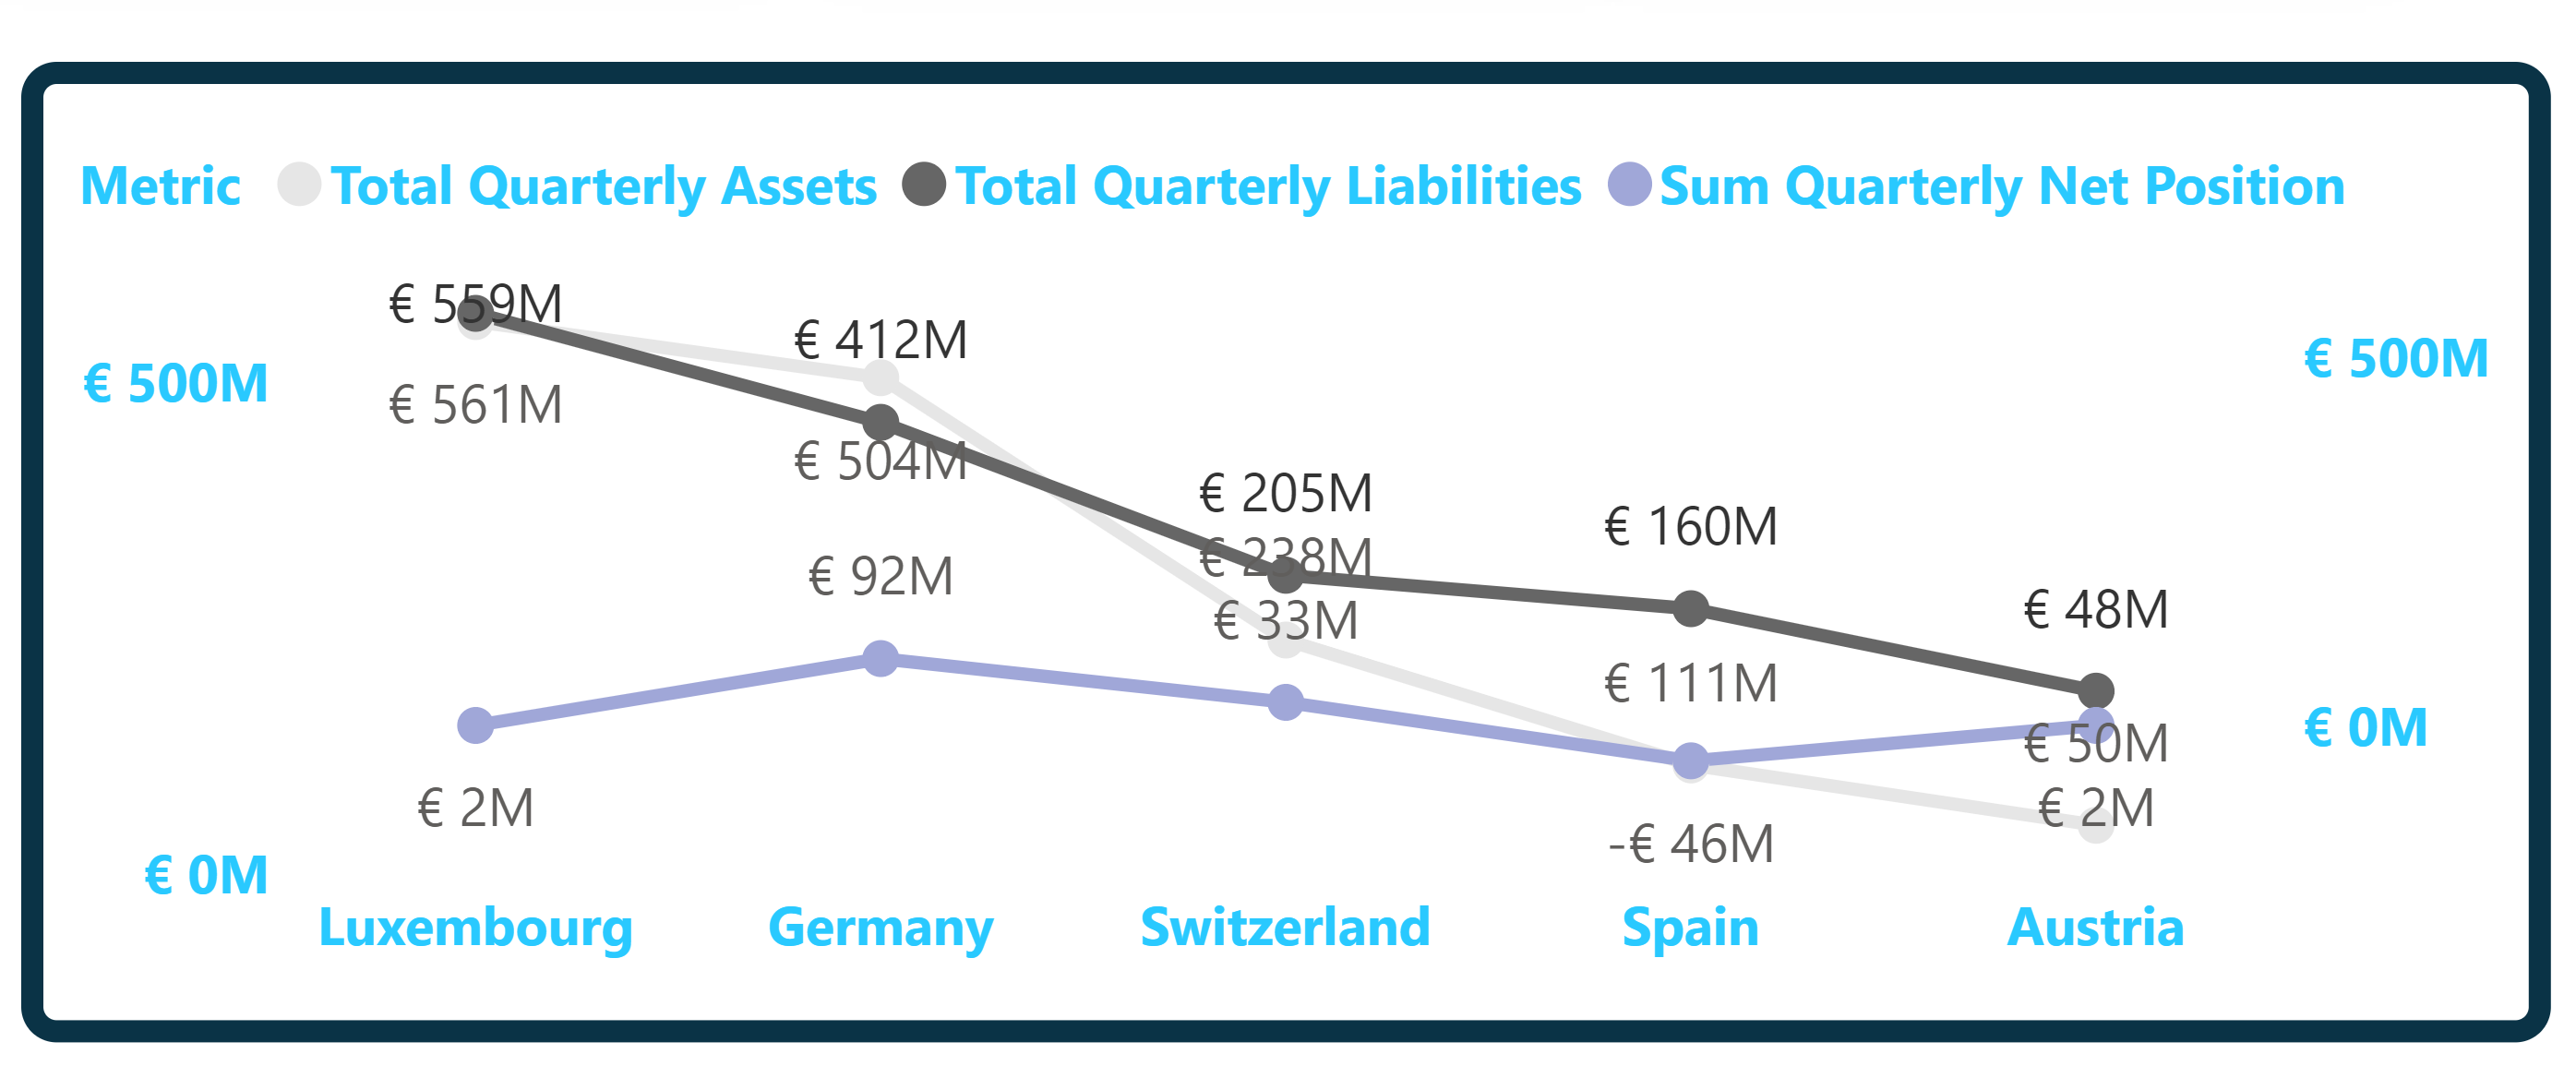 Metric Total Quarterly Assets Total Quarterly Liabilities Sum Quarterly Net Position
€ 559M
€ 412M
€ 500M
€ 500M
€ 561M
€ 504M
€ 205M
€ 160M
€ 238M
€ 92M
€ 48M
€ 33M
€ 111M
€ 0M
€ 50M
€ 2M
€ 2M
-€ 46M
€ 0M
Luxembourg Germany Switzerland Spain Austria